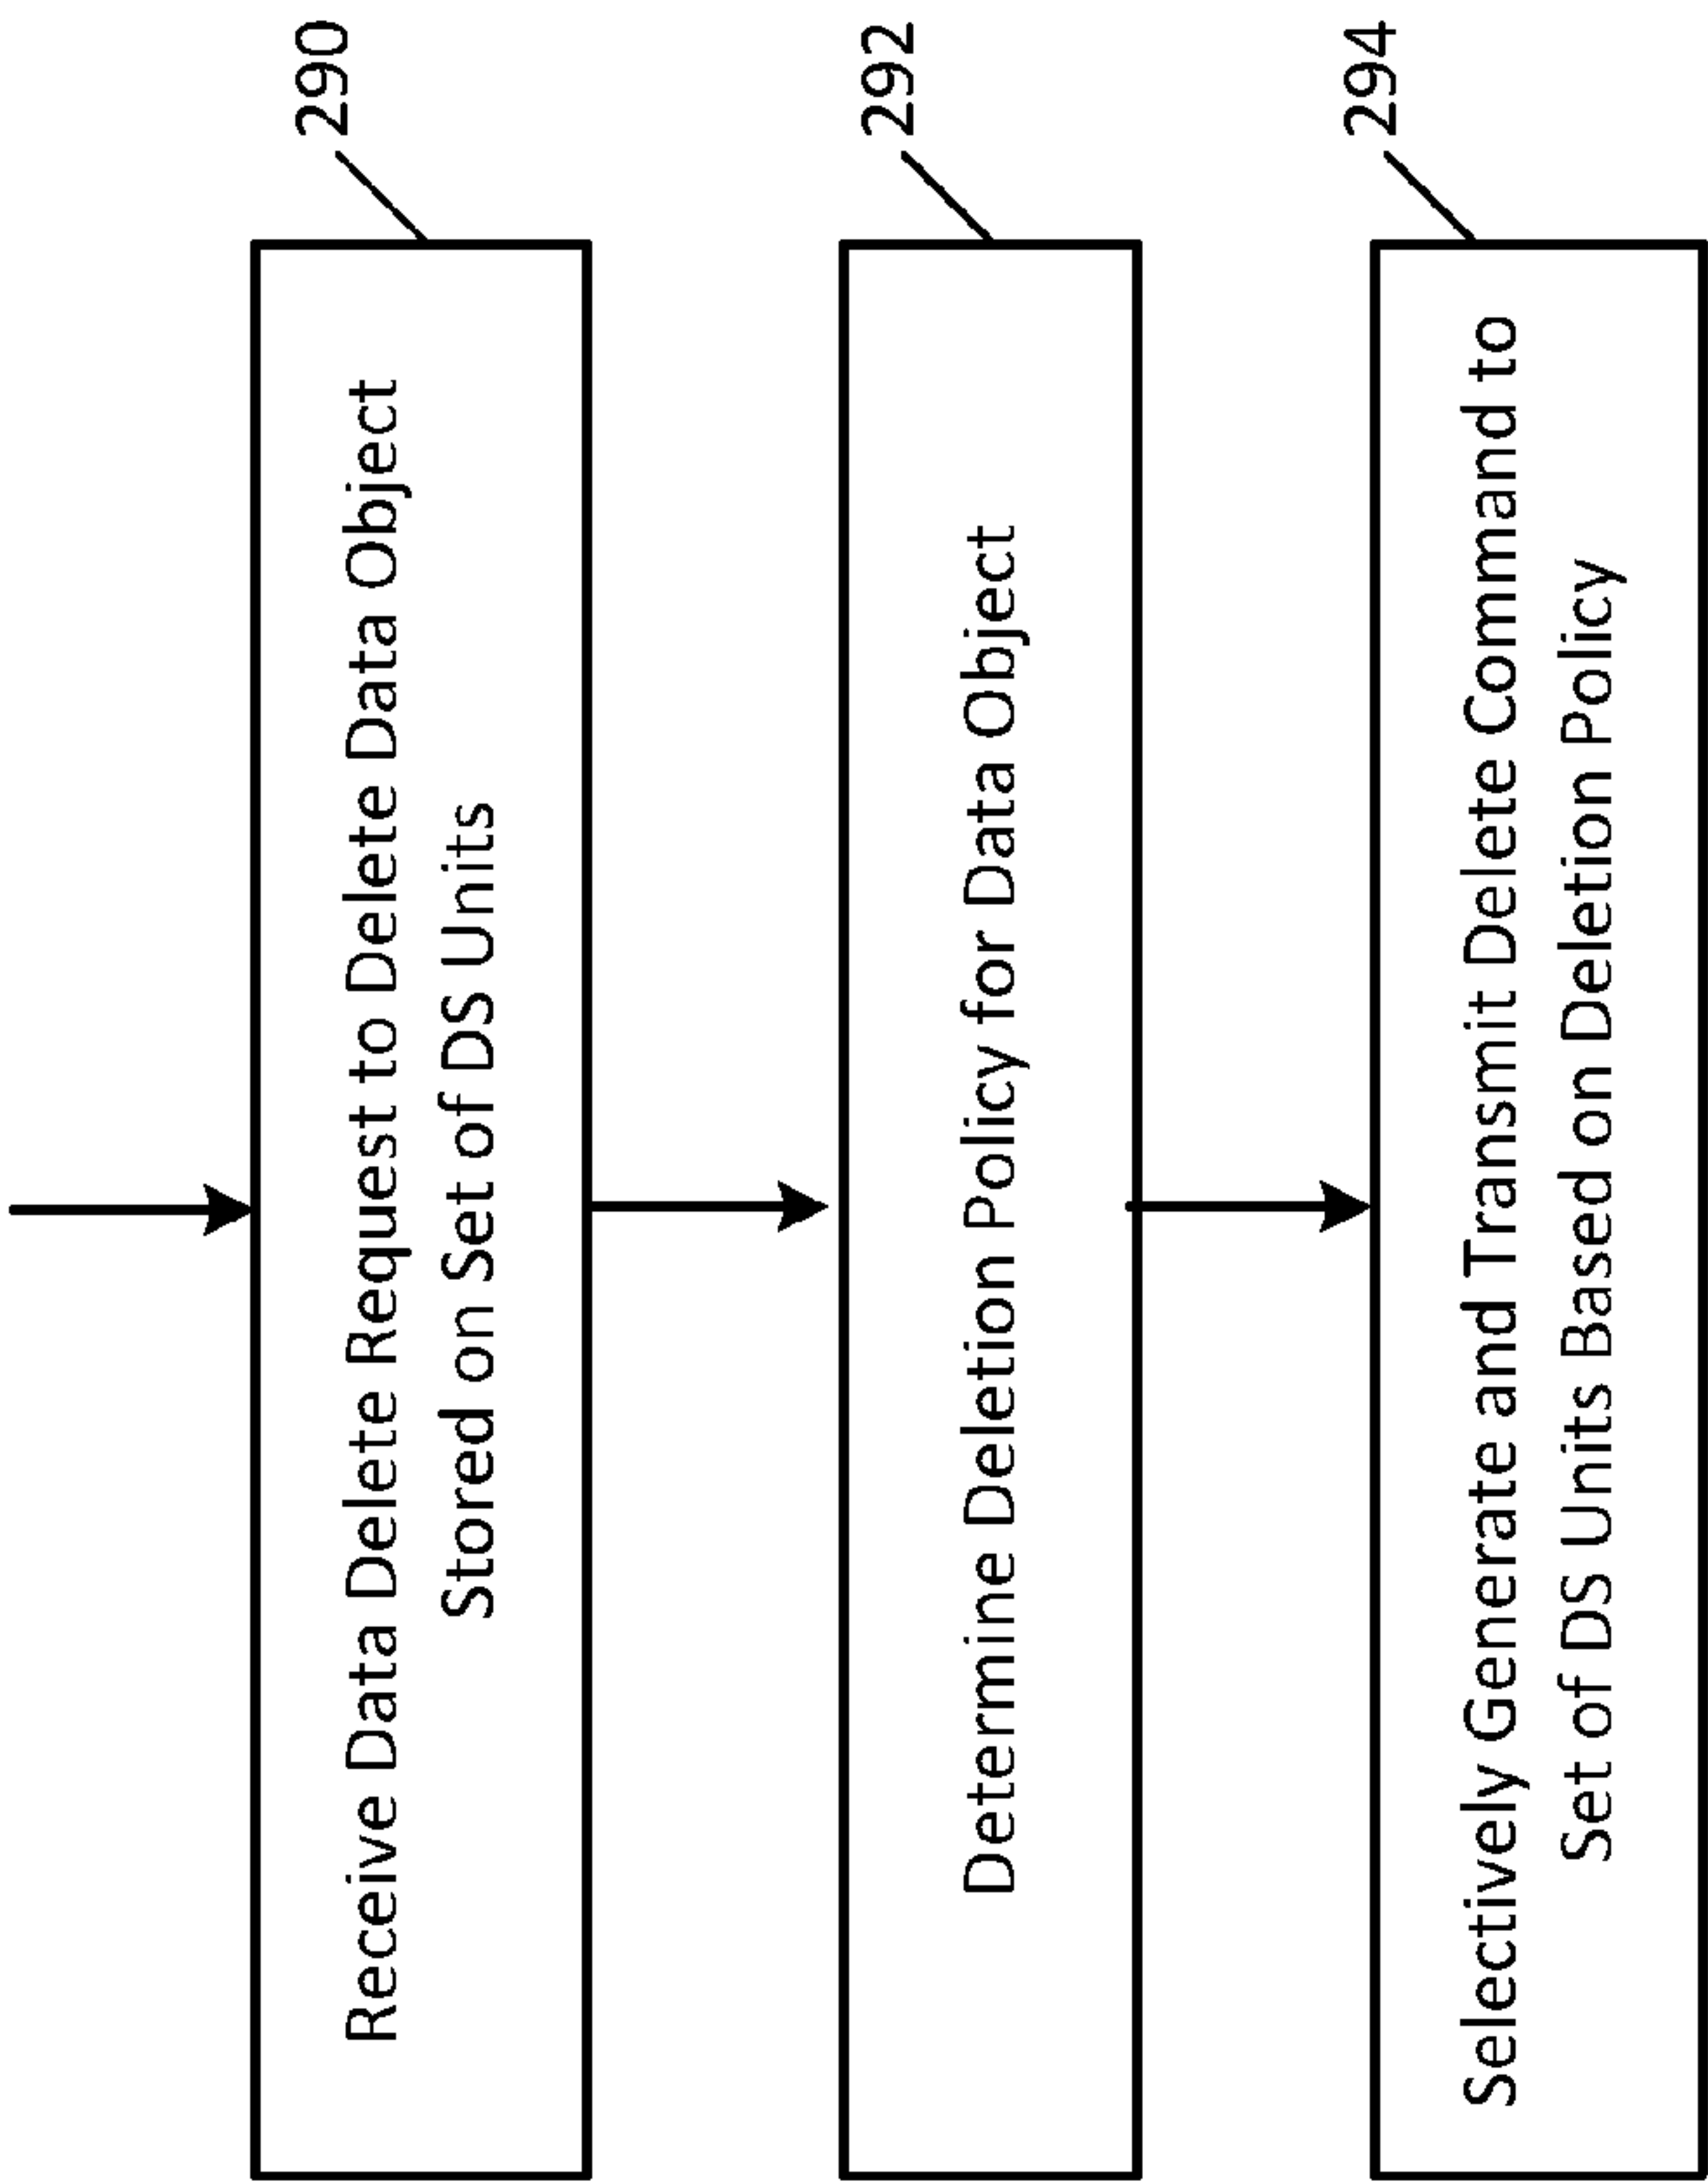 290
Receive Data Delete Request to Delete Data Object
Stored on Set of DS Units
292
Determine Deletion Policy for Data Object
294
Selectively Generate and Transmit Delete Command to
Set of DS Units Based on Deletion Policy